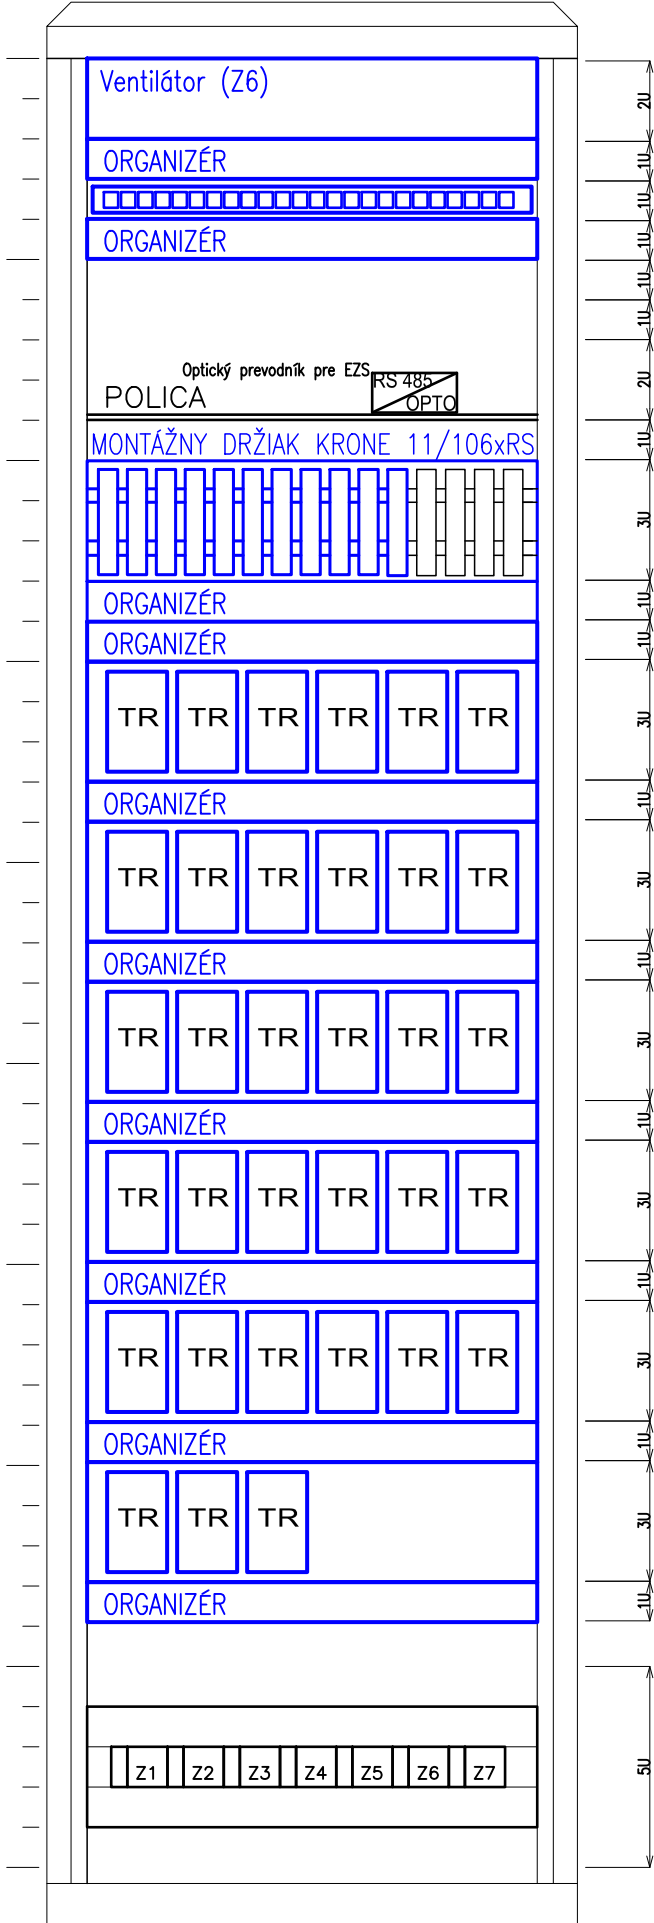 Ventilátor (Z6)
2U
ORGANIZÉR
1U
1U
ORGANIZÉR
1U
1U
1U
Optický prevodník pre EZS
RS 485
2U
POLICA
OPTO
MONTÁŽNY DRŽIAK KRONE 11/106xRS
1U
3U
ORGANIZÉR
1U
ORGANIZÉR
1U
TR TR TR TR TR TR
3U
ORGANIZÉR
1U
TR TR TR TR TR TR
3U
ORGANIZÉR
1U
TR TR TR TR TR TR
3U
ORGANIZÉR
1U
TR TR TR TR TR TR
3U
ORGANIZÉR
1U
TR TR TR TR TR TR
3U
ORGANIZÉR
1U
TR TR TR
3U
ORGANIZÉR
1U
Z1 Z2 Z3 Z4 Z5 Z6 Z7
5U